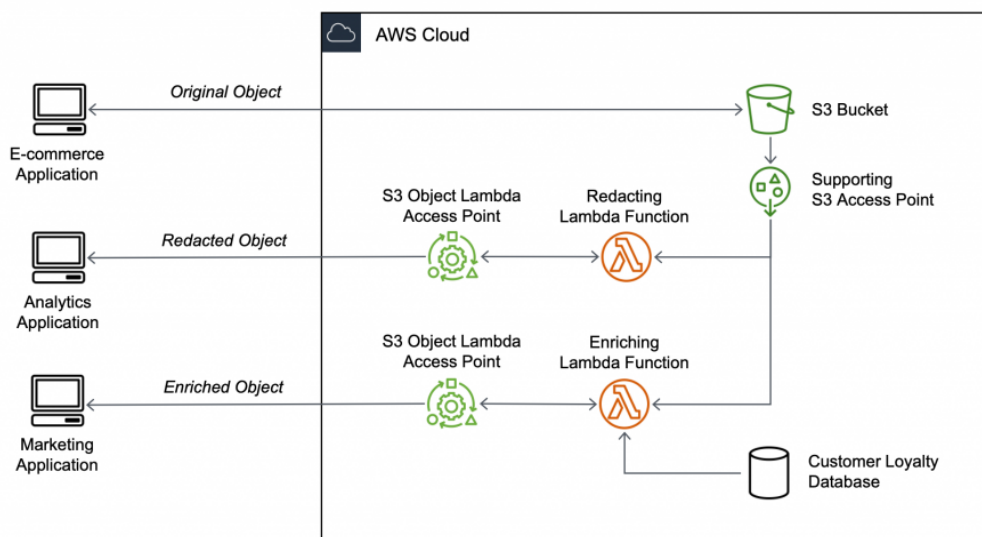 AWS Cloud
Original Object
S3 Bucket
E-commerce
Application
Supporting
S3 Access Point
S3 Object Lambda
Access Point
Redacting
Lambda Function
Redacted Object
Analytics
Application
S3 Object Lambda
Access Point
Enriching
Lambda Function
Enriched Object
Marketing
Application
Customer Loyalty
Database